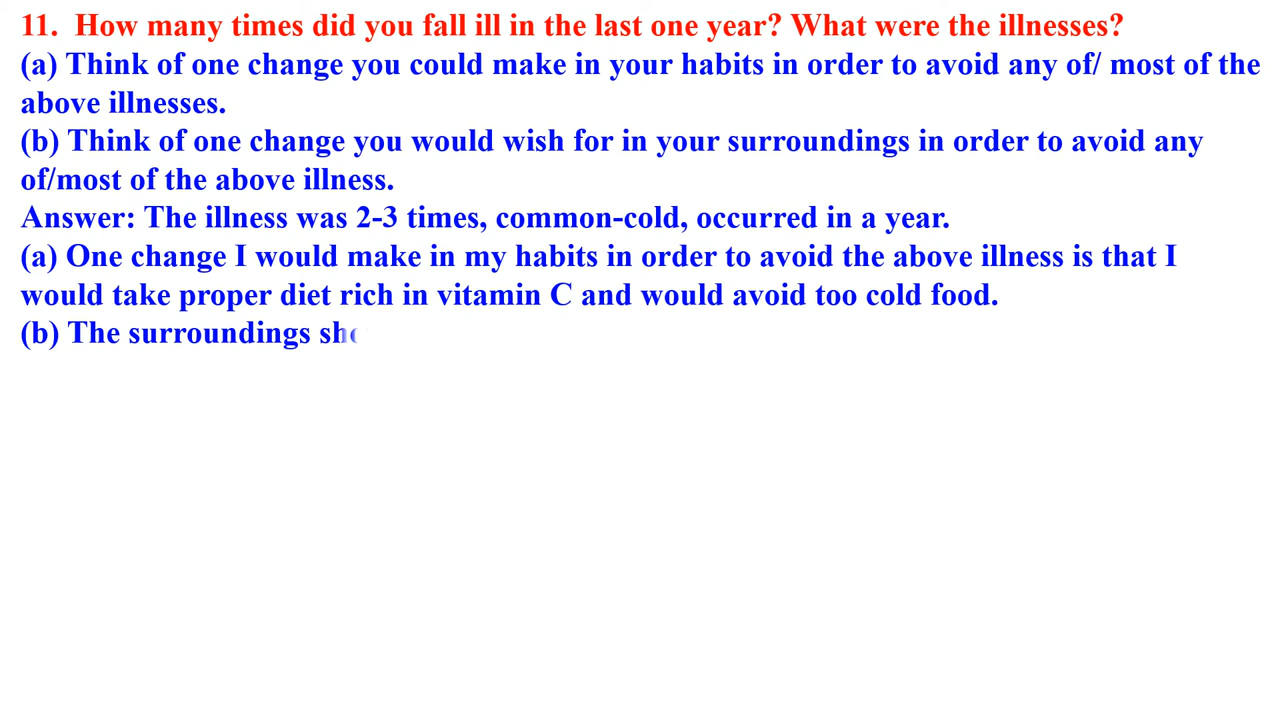 11.  How many times did you fall ill in the last one year? What were the illnesses?
(a) Think of one change you could make in your habits in order to avoid any of/ most of the
above illnesses.
(b) Think of one change you would wish for in your surroundings in order to avoid any
of/most of the above illness.
Answer: The illness was 2-3 times, common-cold, occurred in a year.
(a) One change I would make in my habits in order to avoid the above illness is that I
would take proper diet rich in vitamin C and would avoid too cold food.
(b) The surroundings